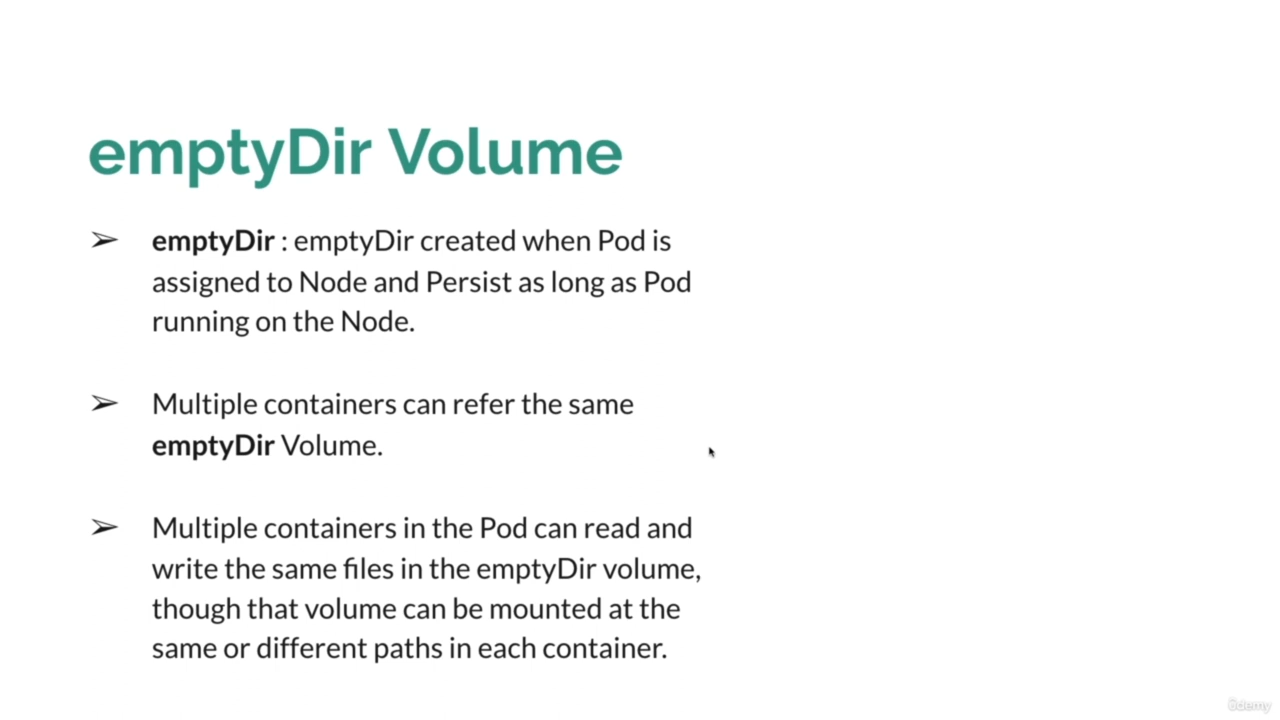 emptyDir Volume
➢ emptyDir : emptyDir created when Pod is
assigned to Node and Persist as long as Pod
running on the Node.
➢ Multiple containers can refer the same
emptyDir Volume.
➢ Multiple containers in the Pod can read and
write the same files in the emptyDir volume,
though that volume can be mounted at the
same or different paths in each container.
ûdemy